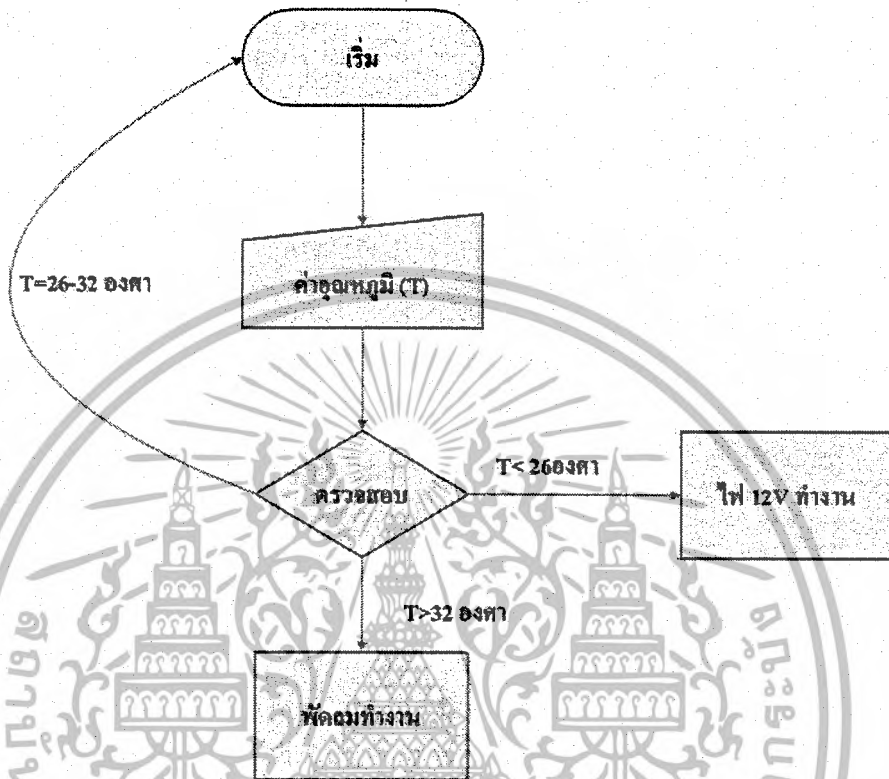 เริ่ม
T=26-32 องศา
ค่าอุณหภูมิ (T)
T< 26องศา
ตรวจสอบ
ไฟ 12V ทำงาน
T>32 องศา
พัดลมทำงาน